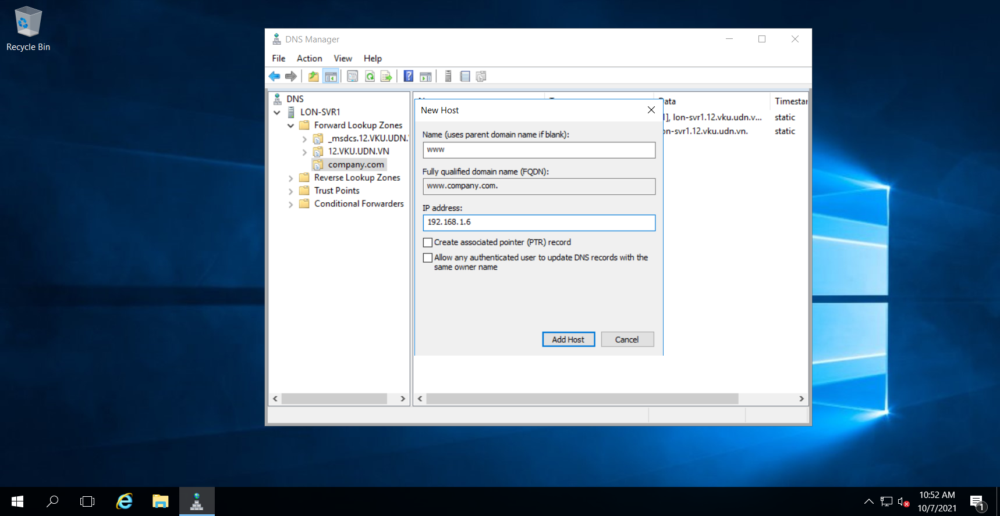 Recycle Bin
DNS Manager
File Action View Help
DNS
LON-SVR1
Forward Lookup Zones
_msdcs.12.VKU.UDN.
12.VKU.UDN.VN
company.com
Reverse Lookup Zones
Trust Points
Conditional Forwarders
Data Timestar
1], lon-svr1.12.vku.udn.v... static
on-svr1.12.vku.udn.vn. static
New Host
Name (uses parent domain name if blank):
www
Fully qualified domain name (FQDN):
www.company.com.
IP address:
192.168.1.6
Create associated pointer (PTR) record
Allow any authenticated user to update DNS records with the
same owner name
Add Host Cancel
10:52 AM
10/7/2021
1